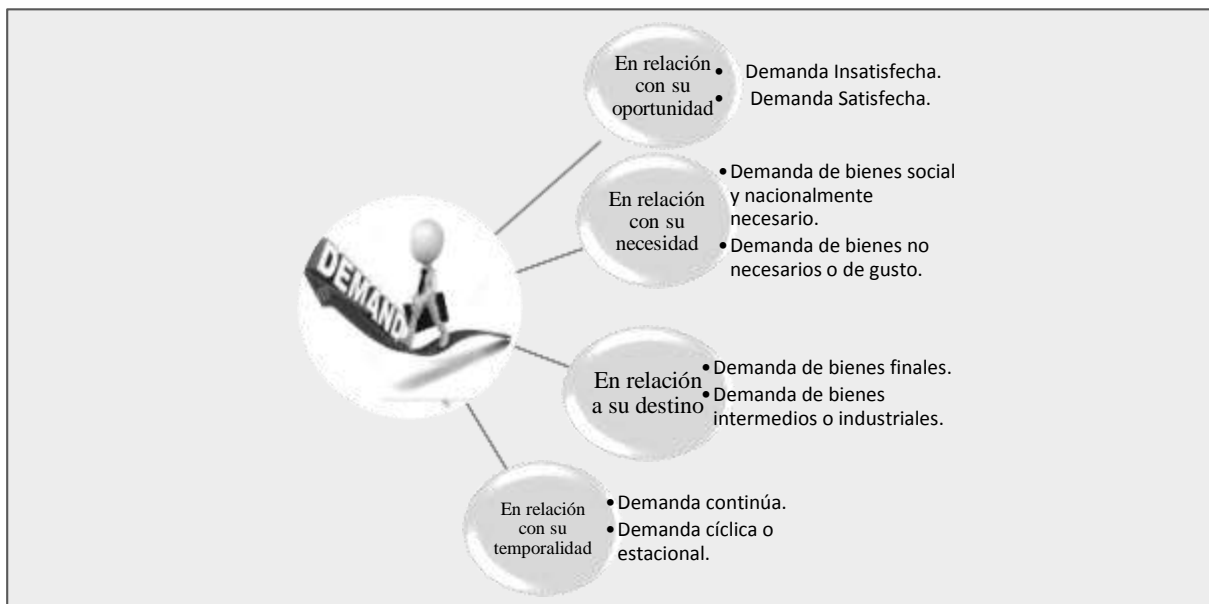 En relación
con su
oportunidad
• Demanda Insatisfecha.
• Demanda Satisfecha.
En relación
con su
necesidad
• Demanda de bienes social
y nacionalmente
necesario.
• Demanda de bienes no
necesarios o de gusto.
DEMAND
En relación
a su destino
• Demanda de bienes finales.
• Demanda de bienes
intermedios o industriales.
En relación
con su
temporalidad
• Demanda continúa.
• Demanda cíclica o
estacional.